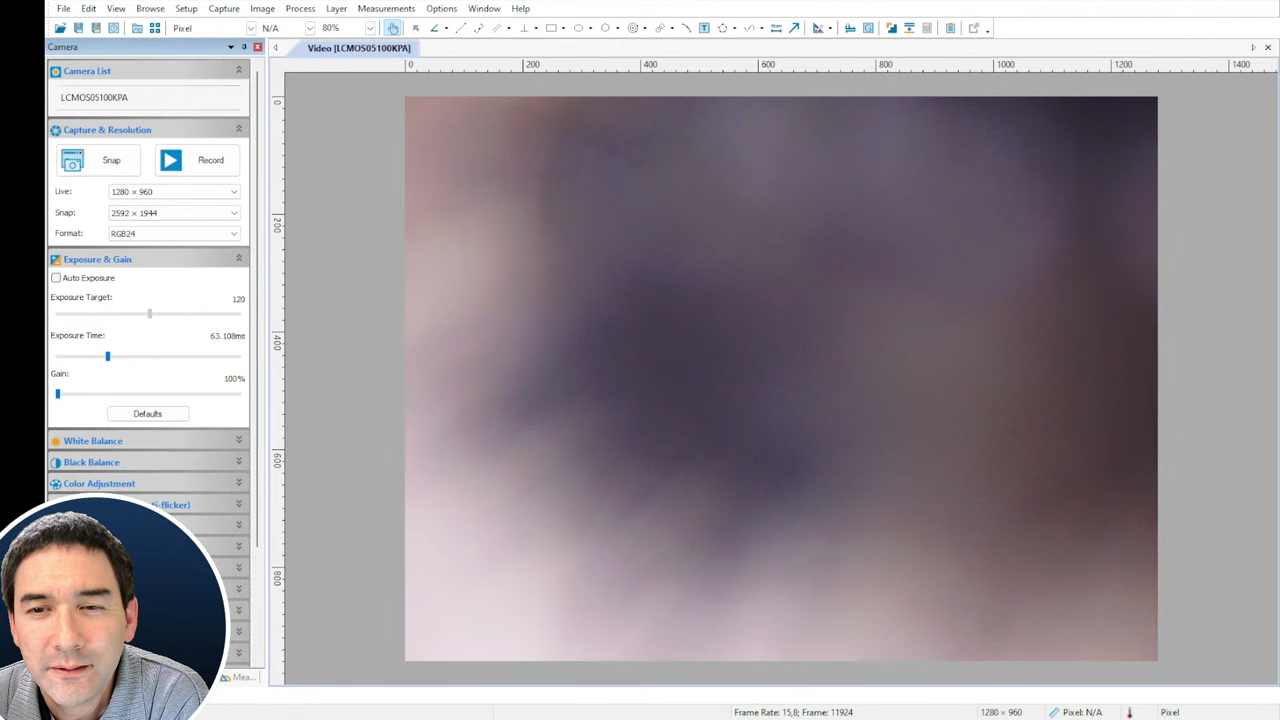 File Edit View Browse Setup Capture Image Process Layer Measurements Options Window Help
Pixel N/A 80%
Camera
Video [LCMOS05100KPA]
Camera List
LCMOS05100KPA
Capture & Resolution
Snap Record
Live: 1280 × 960
Snap: 2592 × 1944
Format: RGB24
Exposure & Gain
Auto Exposure
Exposure Target: 120
Exposure Time: 63.108ms
Gain: 100%
Defaults
White Balance
Black Balance
Color Adjustment
ti-flicker)
Mea...
0 200 400 600 800 1000 1200 1400
0
200
400
600
800
Frame Rate: 15,8; Frame: 11924 1280 × 960 Pixel: N/A Pixel